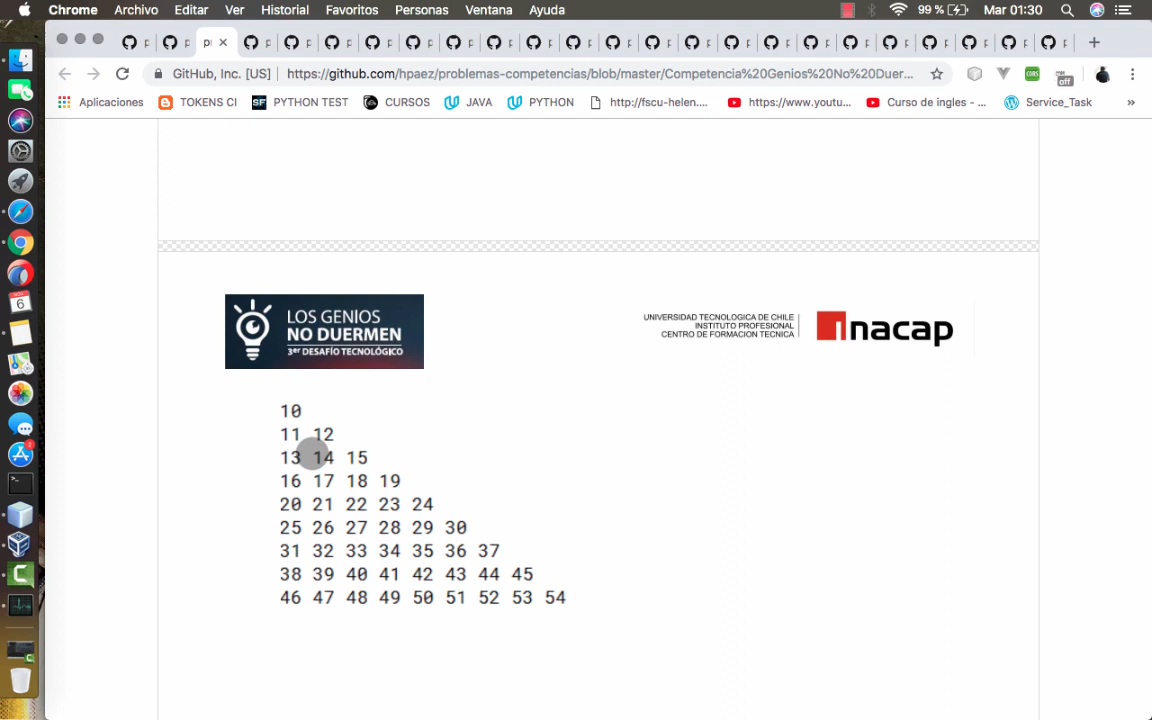 Chrome Archivo Editar Ver Historial Favoritos Personas Ventana Ayuda 99 % Mar 01:30
GitHub, Inc. [US] https://github.com/hpaez/problemas-competencias/blob/master/Competencia%20Genios%20No%20Duer...
Aplicaciones TOKENS CI PYTHON TEST CURSOS JAVA PYTHON http://fscu-helen.... https://www.youtu... Curso de ingles - ... Service_Task »
LOS GENIOS
NO DUERMEN
3er DESAFÍO TECNOLÓGICO
UNIVERSIDAD TECNOLOGICA DE CHILE
INSTITUTO PROFESIONAL
CENTRO DE FORMACION TECNICA
inacap
10
11 12
13 14 15
16 17 18 19
20 21 22 23 24
25 26 27 28 29 30
31 32 33 34 35 36 37
38 39 40 41 42 43 44 45
46 47 48 49 50 51 52 53 54